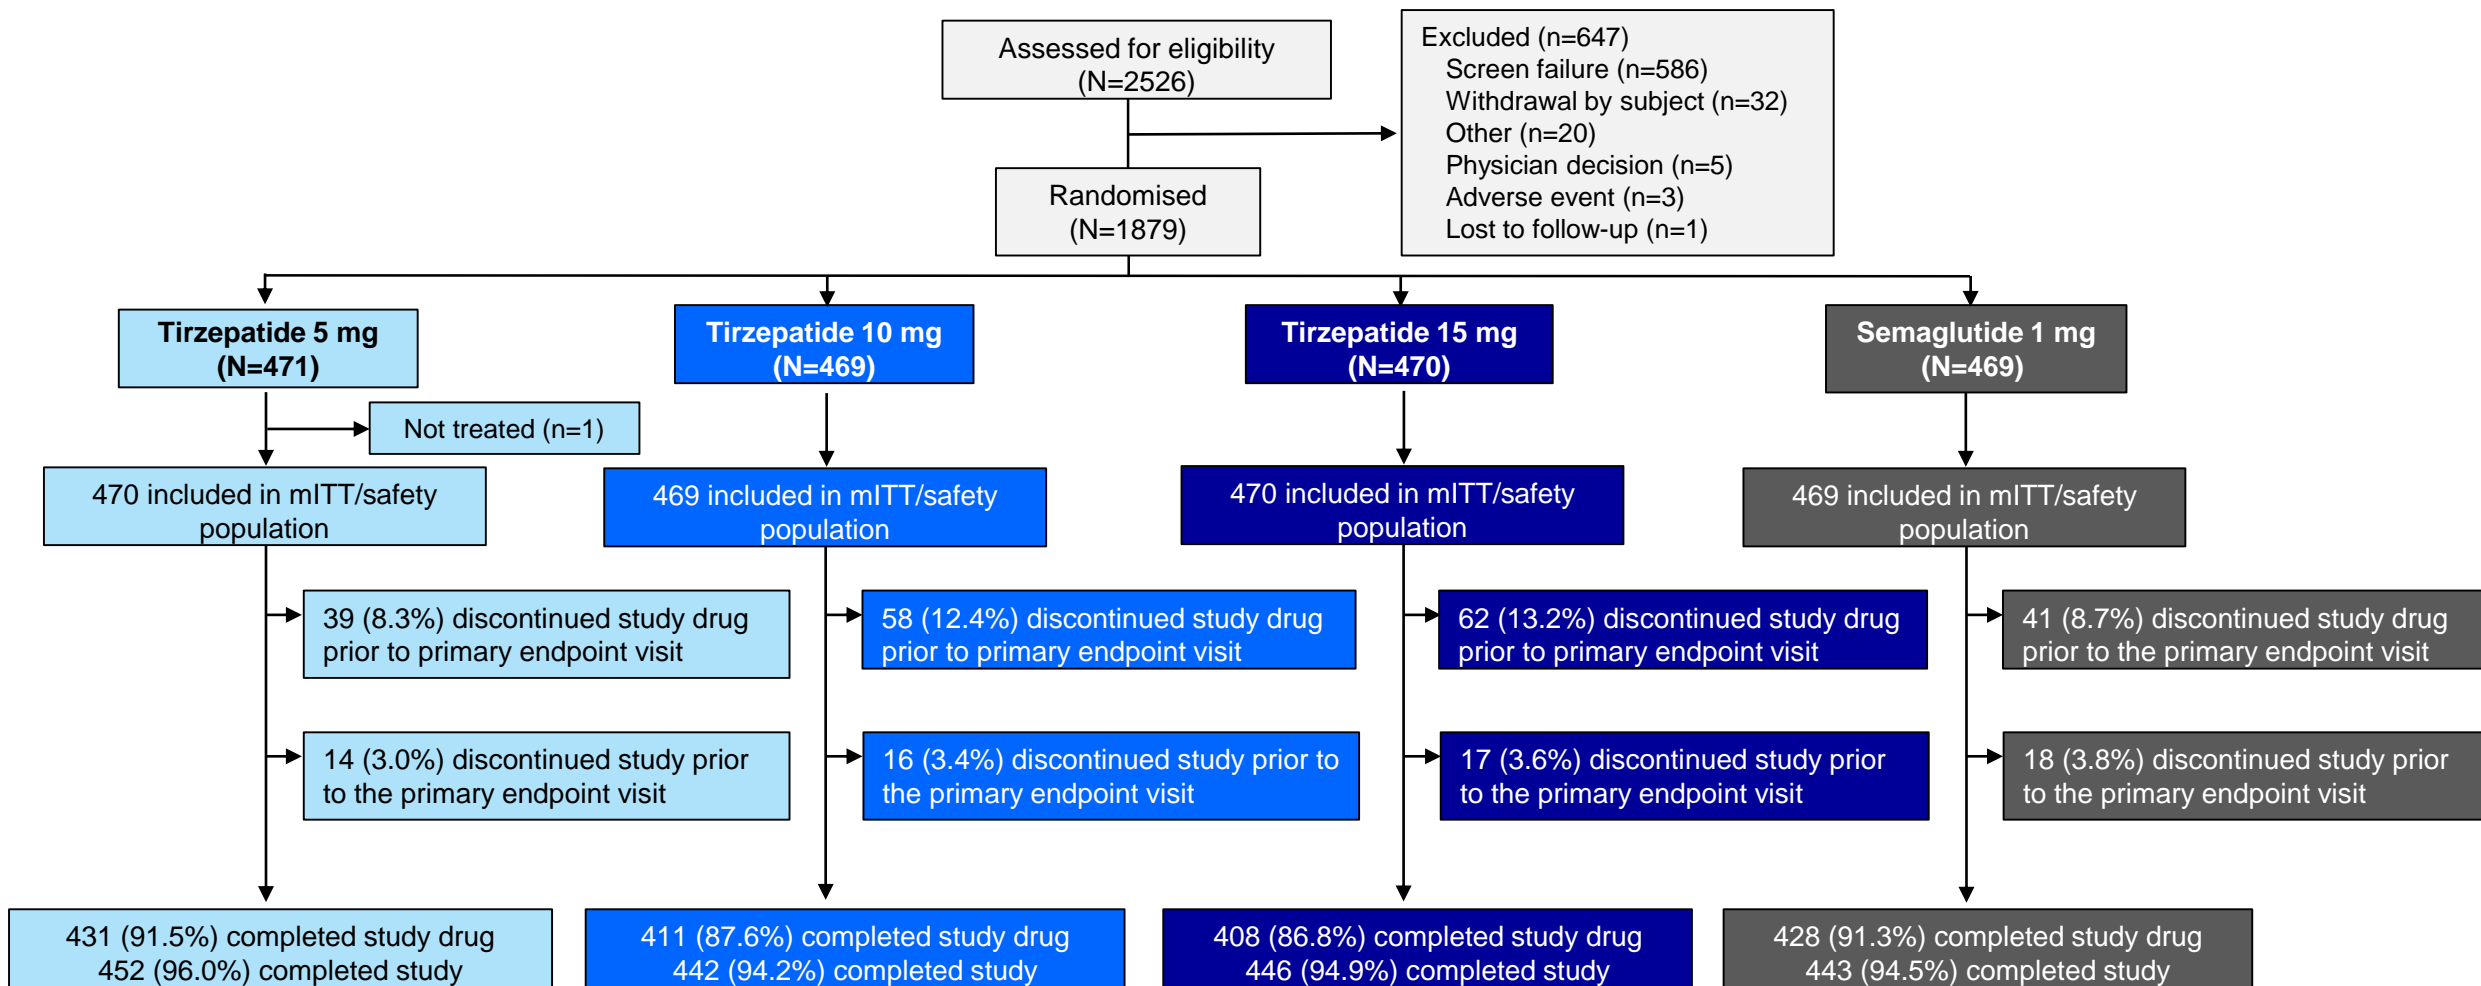 Assessed for eligibility
(N=2526)
Excluded (n=647)
Screen failure (n=586)
Withdrawal by subject (n=32)
Other (n=20)
Physician decision (n=5)
Adverse event (n=3)
Lost to follow-up (n=1)
Randomised
(N=1879)
Tirzepatide 5 mg
(N=471)
Tirzepatide 10 mg
(N=469)
Tirzepatide 15 mg
(N=470)
Semaglutide 1 mg
(N=469)
Not treated (n=1)
470 included in mITT/safety
population
469 included in mITT/safety
population
470 included in mITT/safety
population
469 included in mITT/safety
population
39 (8.3%) discontinued study drug
prior to primary endpoint visit
58 (12.4%) discontinued study drug
prior to primary endpoint visit
62 (13.2%) discontinued study drug
prior to primary endpoint visit
41 (8.7%) discontinued study drug
prior to the primary endpoint visit
14 (3.0%) discontinued study prior
to the primary endpoint visit
16 (3.4%) discontinued study prior to
the primary endpoint visit
17 (3.6%) discontinued study prior
to the primary endpoint visit
18 (3.8%) discontinued study prior
to the primary endpoint visit
431 (91.5%) completed study drug
452 (96.0%) completed study
411 (87.6%) completed study drug
442 (94.2%) completed study
408 (86.8%) completed study drug
446 (94.9%) completed study
428 (91.3%) completed study drug
443 (94.5%) completed study